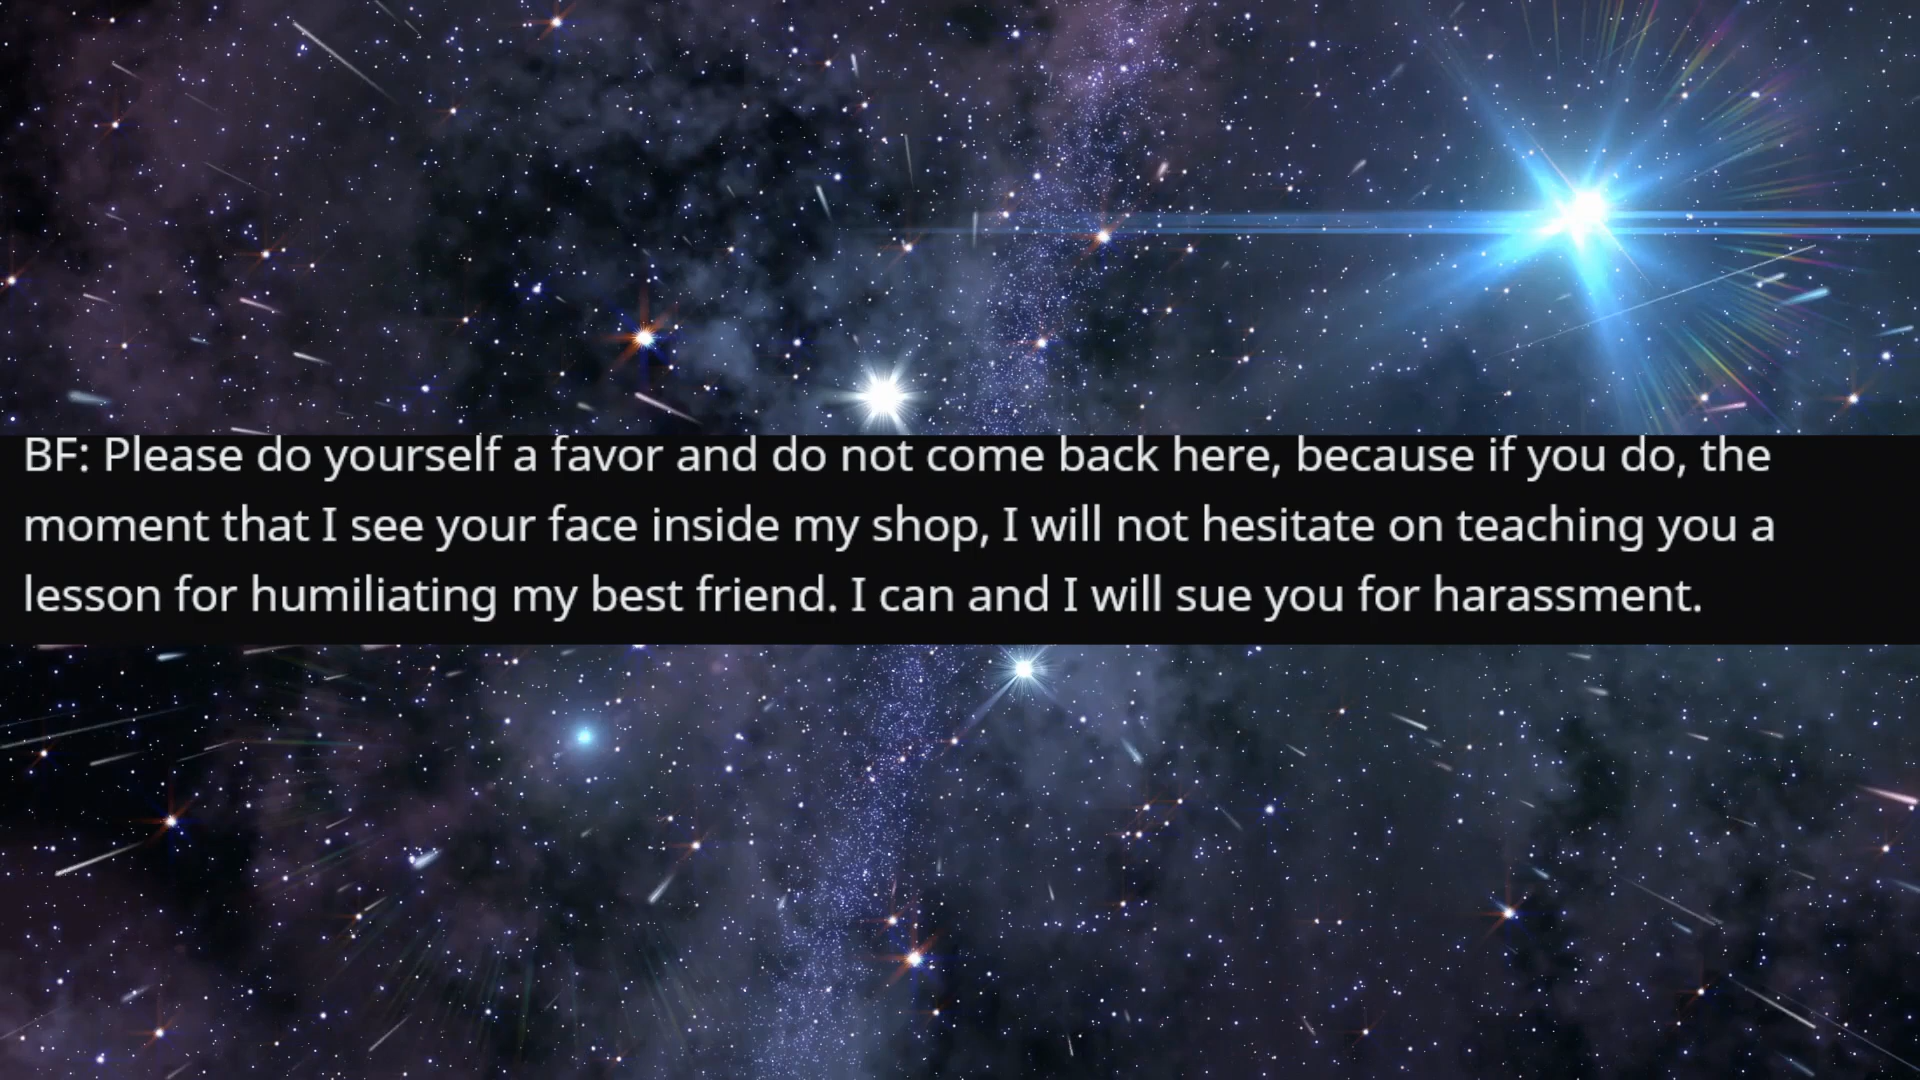 BF: Please do yourself a favor and do not come back here, because if you do, the
moment that I see your face inside my shop, I will not hesitate on teaching you a
lesson for humiliating my best friend. I can and I will sue you for harassment.